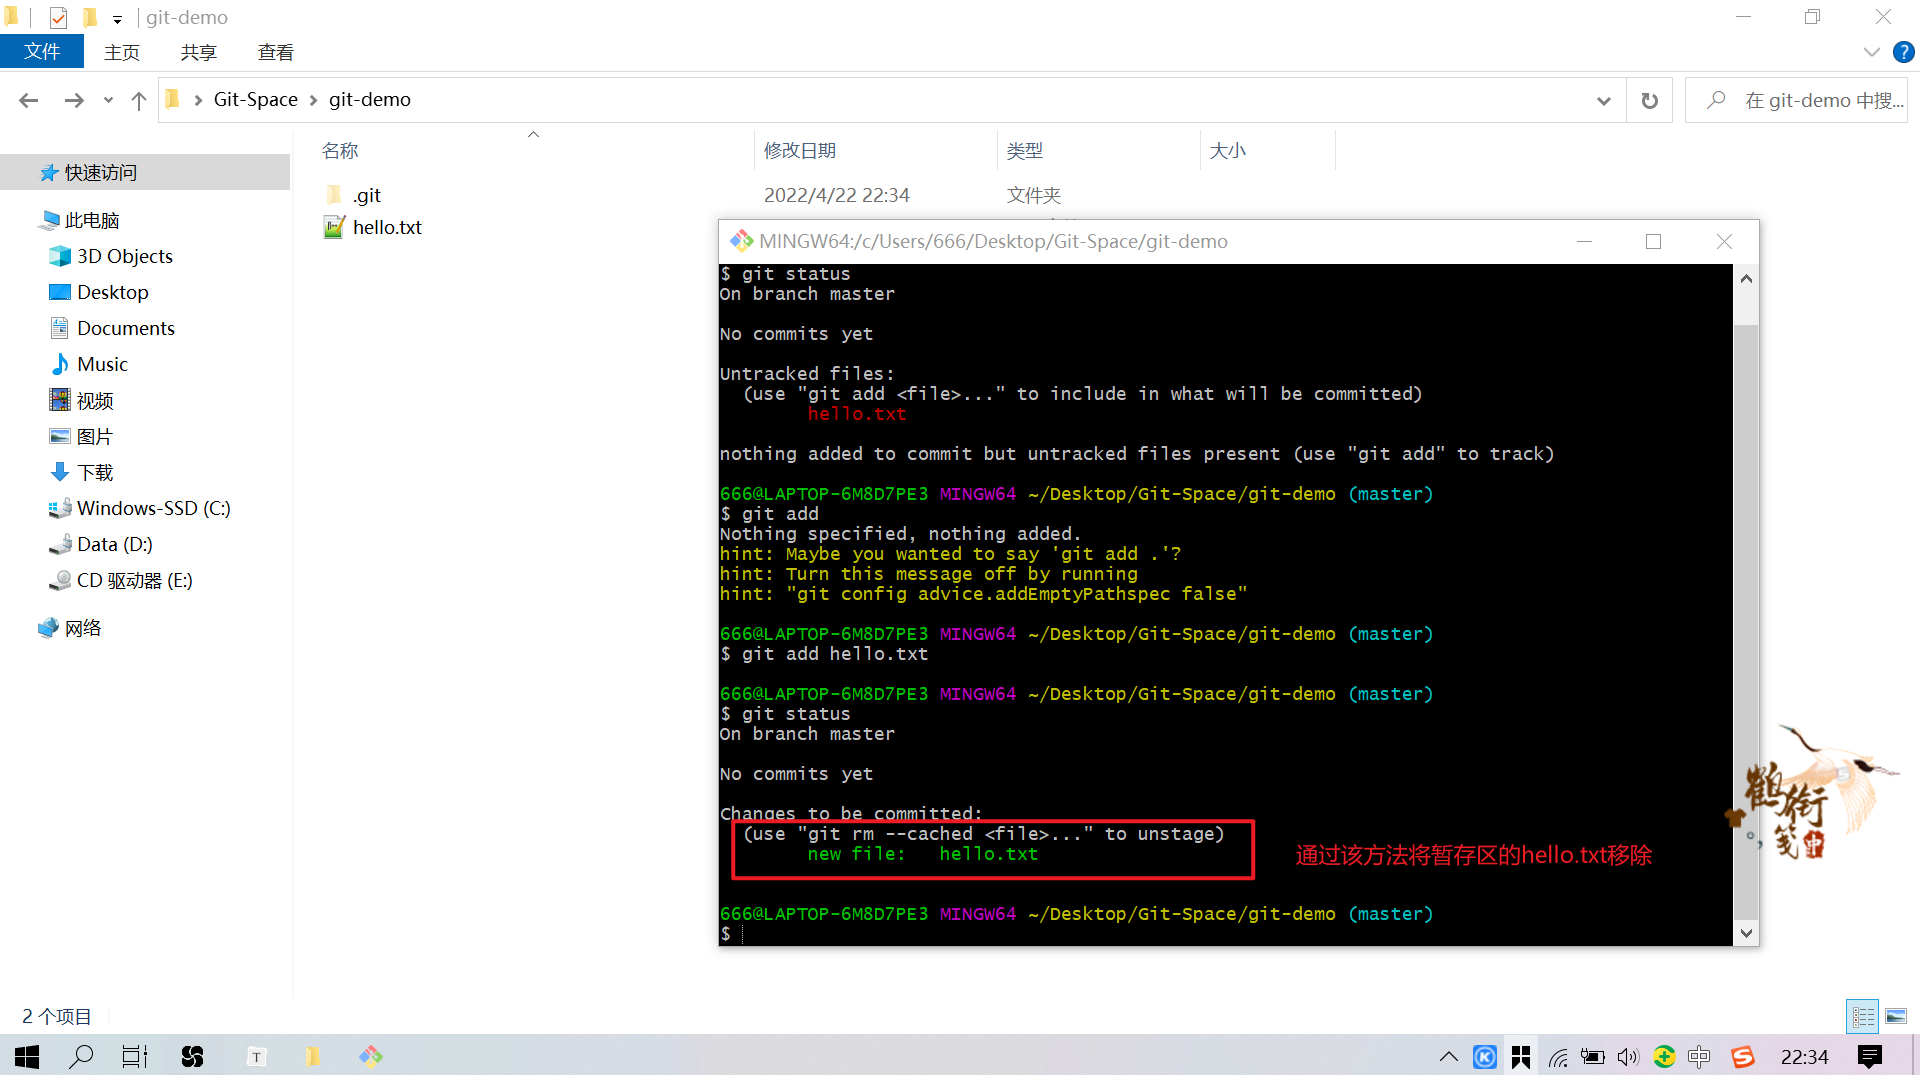 git-demo
文件
主页
共享
查看
Git-Space
git-demo
在 git-demo 中搜...
名称
修改日期
类型
大小
快速访问
.git
2022/4/22 22:34
文件夹
hello.txt
此电脑
3D Objects
Desktop
Documents
Music
视频
图片
下载
Windows-SSD (C:)
Data (D:)
CD 驱动器 (E:)
网络
MINGW64:/c/Users/666/Desktop/Git-Space/git-demo
$ git status
On branch master
No commits yet
Untracked files:
(use "git add <file>..." to include in what will be committed)
hello.txt
nothing added to commit but untracked files present (use "git add" to track)
666@LAPTOP-6M8D7PE3 MINGW64 ~/Desktop/Git-Space/git-demo (master)
$ git add
Nothing specified, nothing added.
hint: Maybe you wanted to say 'git add .'?
hint: Turn this message off by running
hint: "git config advice.addEmptyPathspec false"
666@LAPTOP-6M8D7PE3 MINGW64 ~/Desktop/Git-Space/git-demo (master)
$ git add hello.txt
666@LAPTOP-6M8D7PE3 MINGW64 ~/Desktop/Git-Space/git-demo (master)
$ git status
On branch master
No commits yet
Changes to be committed:
(use "git rm --cached <file>..." to unstage)
new file: hello.txt
通过该方法将暂存区的hello.txt移除
666@LAPTOP-6M8D7PE3 MINGW64 ~/Desktop/Git-Space/git-demo (master)
$
鹤衔笺
中
2 个项目
T
K
中
S
22:34